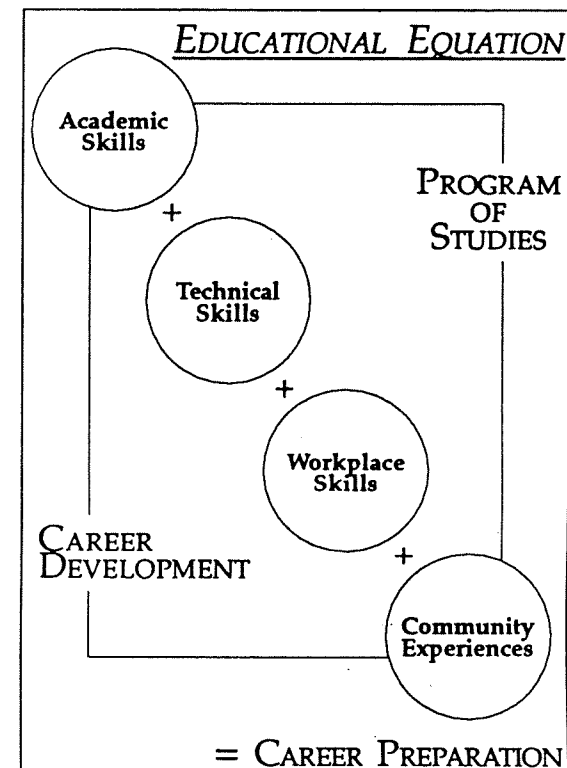 EDUCATIONAL EQUATION
Academic
Skills
+
PROGRAM
OF
STUDIES
Technical
Skills
+
Workplace
Skills
+
CAREER
DEVELOPMENT
Community
Experiences
= CAREER PREPARATION